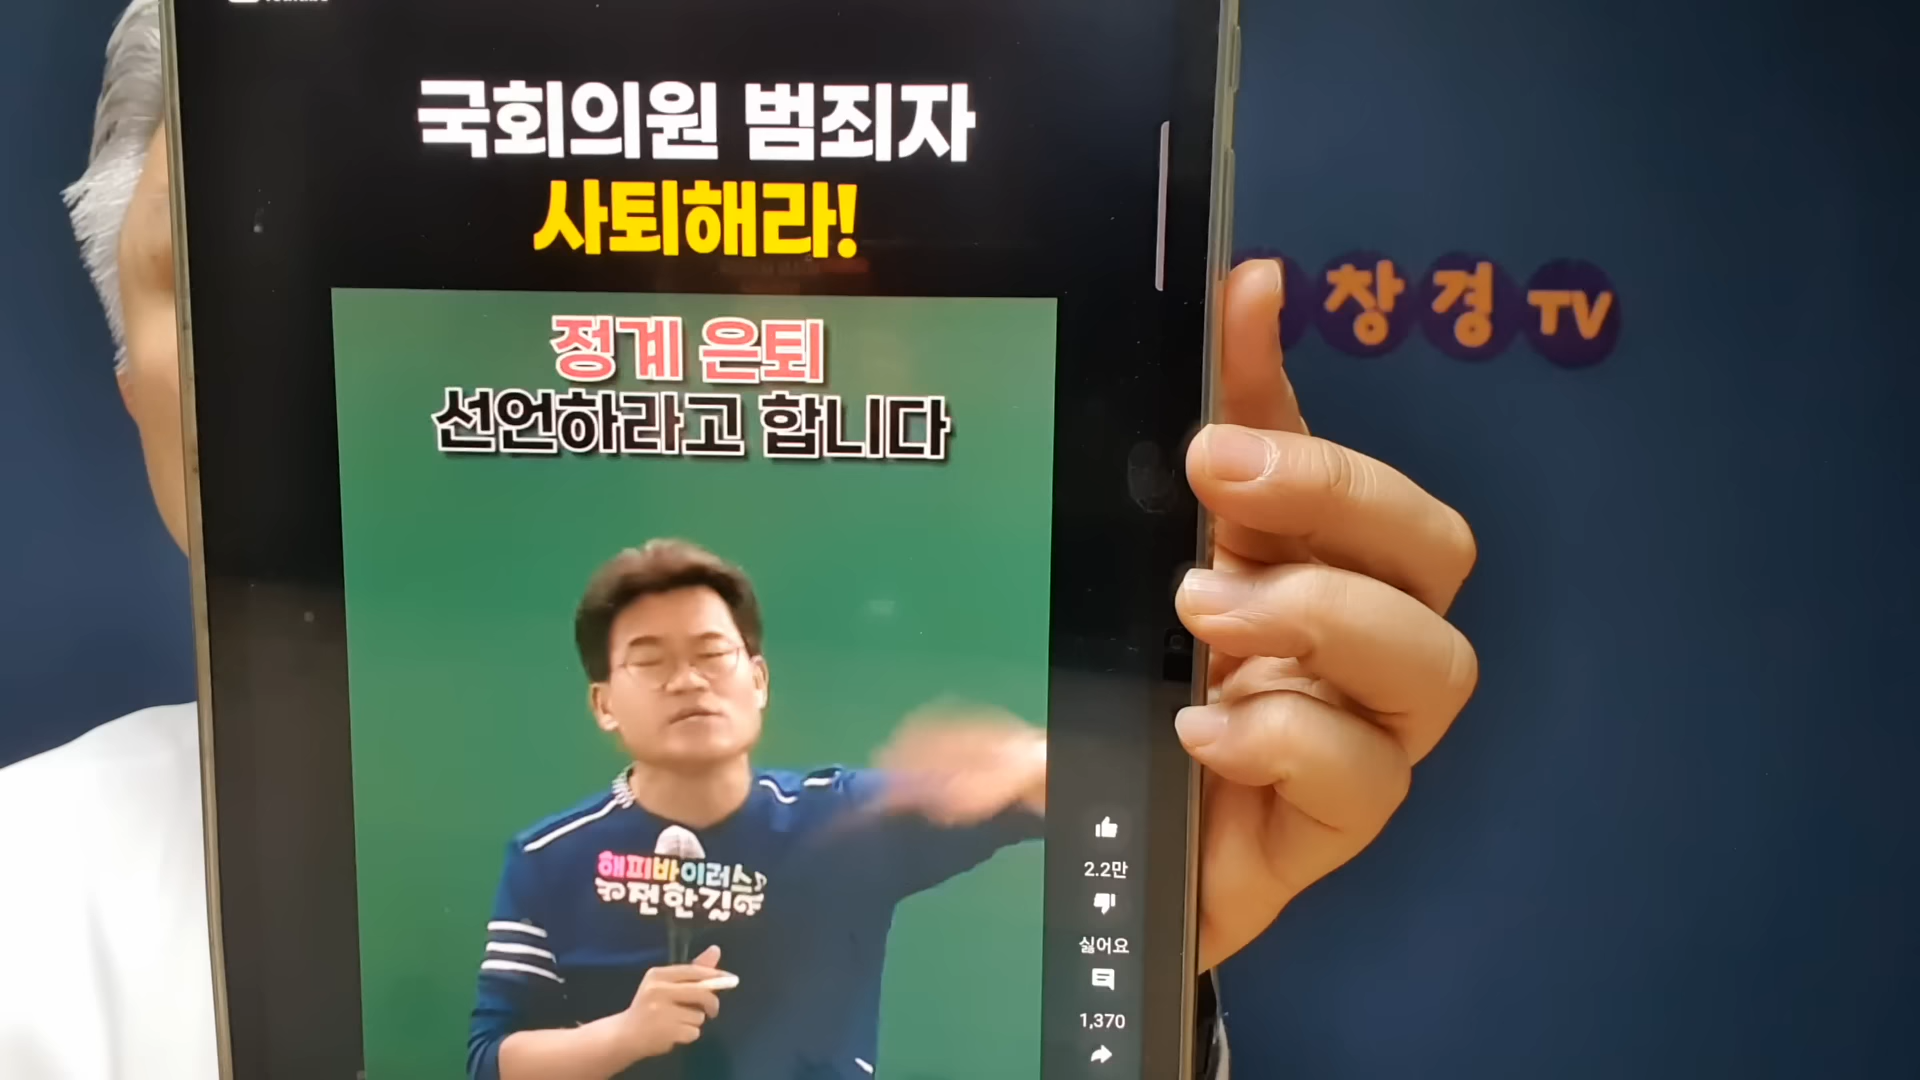 국회의원 범죄자
사퇴해라!
정계 은퇴
선언하라고 합니다
창경TV
해피바이러스♪
전한길
2.2만
싫어요
1,370